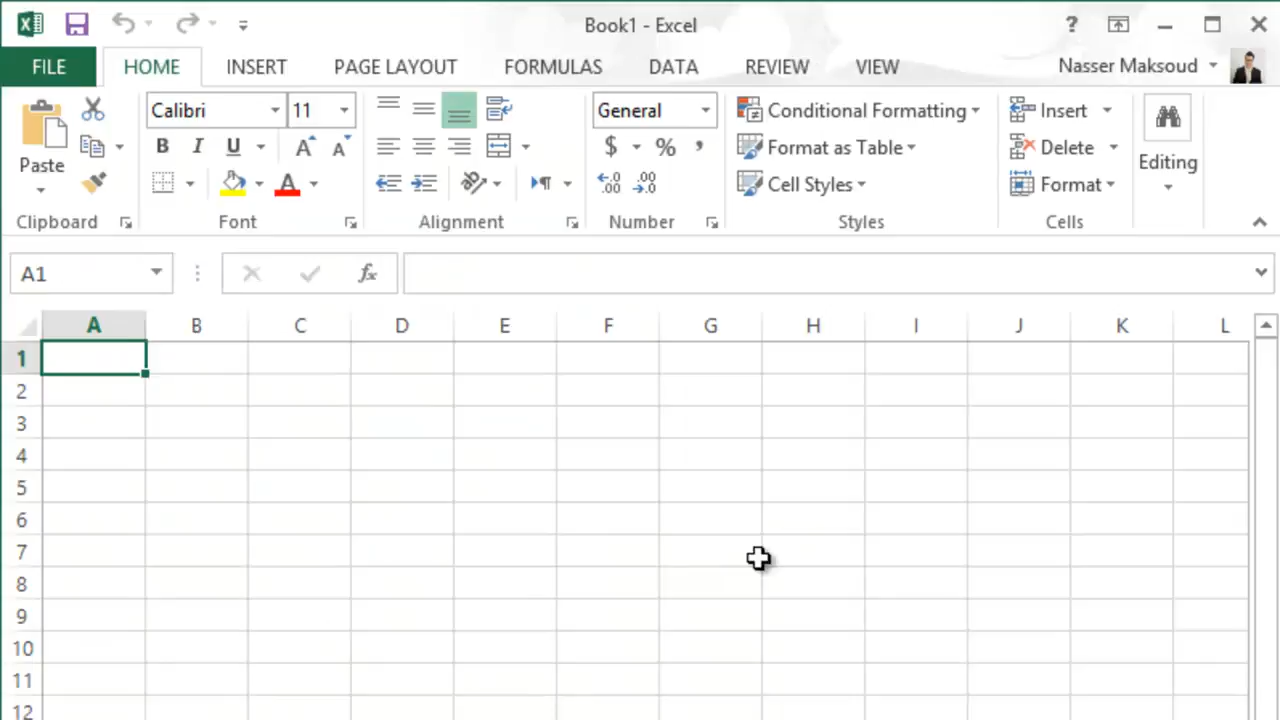 Book1 - Excel
?
FILE HOME INSERT PAGE LAYOUT FORMULAS DATA REVIEW VIEW Nasser Maksoud
Calibri 11 General Conditional Formatting Insert
Paste B I U A A $ % , Format as Table Delete Editing
A .00 .00 Cell Styles Format
Clipboard Font Alignment Number Styles Cells
A1 fx
A B C D E F G H I J K L
1
2
3
4
5
6
7
8
9
10
11
12